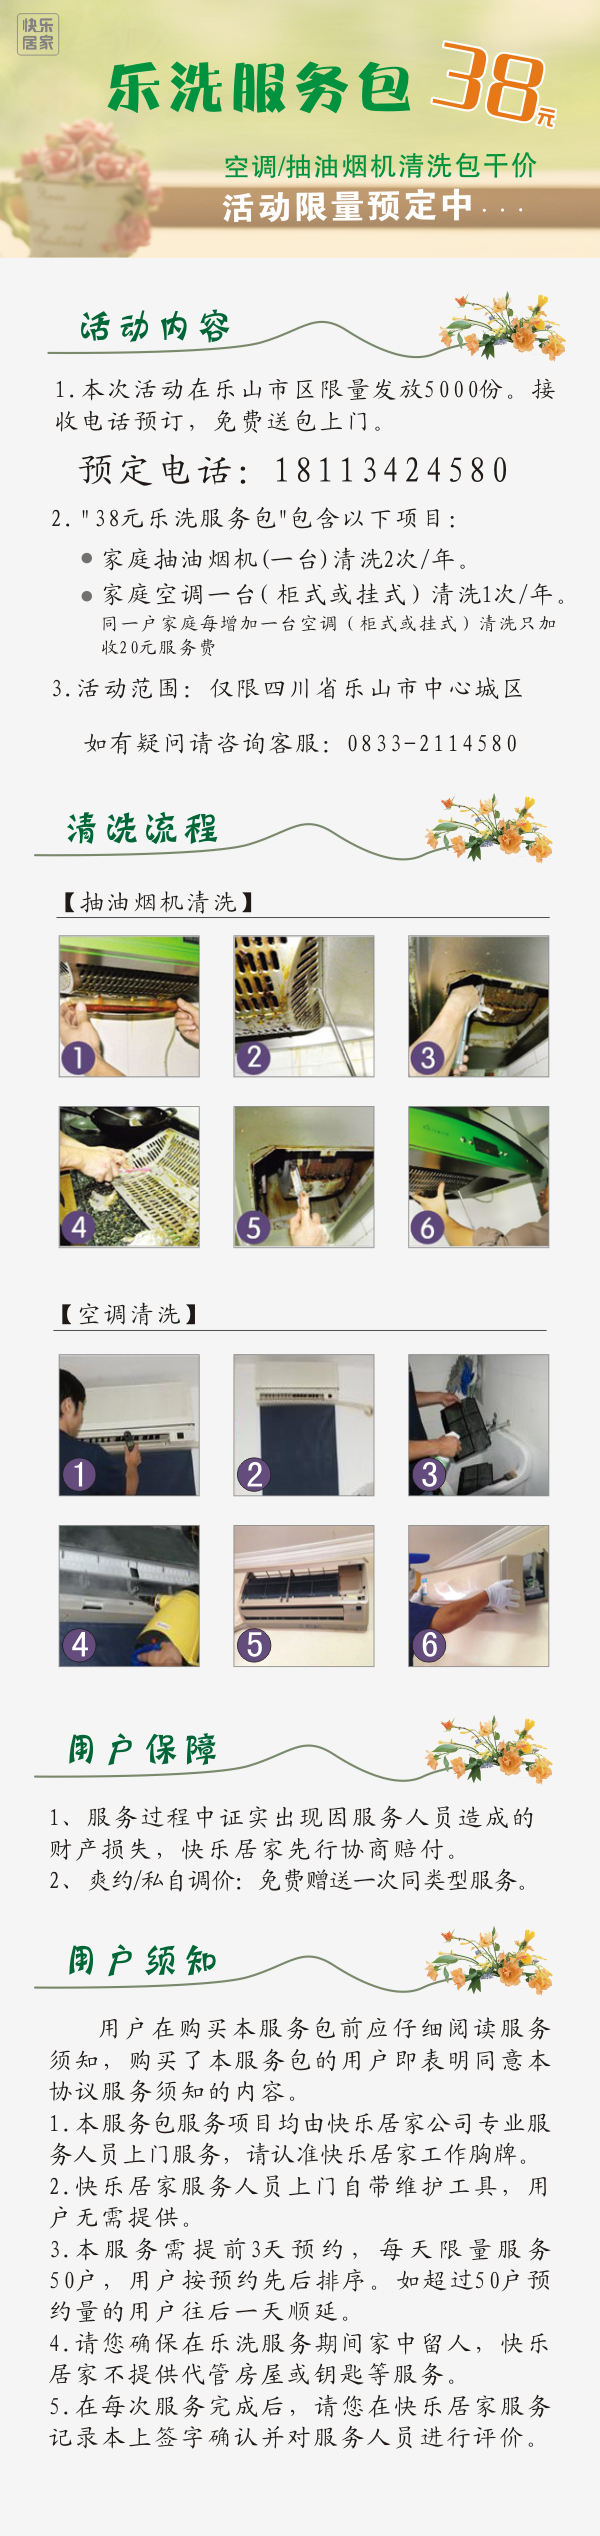 快乐
居家
乐洗服务包 38元
空调/抽油烟机清洗包干价
活动限量预定中...
活动内容
1.本次活动在乐山市区限量发放5000份。接
收电话预订，免费送包上门。
预定电话：18113424580
2."38元乐洗服务包"包含以下项目：
● 家庭抽油烟机(一台)清洗2次/年。
● 家庭空调一台(柜式或挂式)清洗1次/年。
同一户家庭每增加一台空调(柜式或挂式)清洗只加
收20元服务费
3.活动范围：仅限四川省乐山市中心城区
如有疑问请咨询客服：0833-2114580
清洗流程
【抽油烟机清洗】
1 2 3
4 5 6
【空调清洗】
1 2 3
4 5 6
用户保障
1、服务过程中证实出现因服务人员造成的
财产损失，快乐居家先行协商赔付。
2、爽约/私自调价：免费赠送一次同类型服务。
用户须知
用户在购买本服务包前应仔细阅读服务
须知，购买了本服务包的用户即表明同意本
协议服务须知的内容。
1.本服务包服务项目均由快乐居家公司专业服
务人员上门服务，请认准快乐居家工作胸牌。
2.快乐居家服务人员上门自带维护工具，用
户无需提供。
3.本服务需提前3天预约，每天限量服务
50户，用户按预约先后排序。如超过50户预
约量的用户往后一天顺延。
4.请您确保在乐洗服务期间家中留人，快乐
居家不提供代管房屋或钥匙等服务。
5.在每次服务完成后，请您在快乐居家服务
记录本上签字确认并对服务人员进行评价。